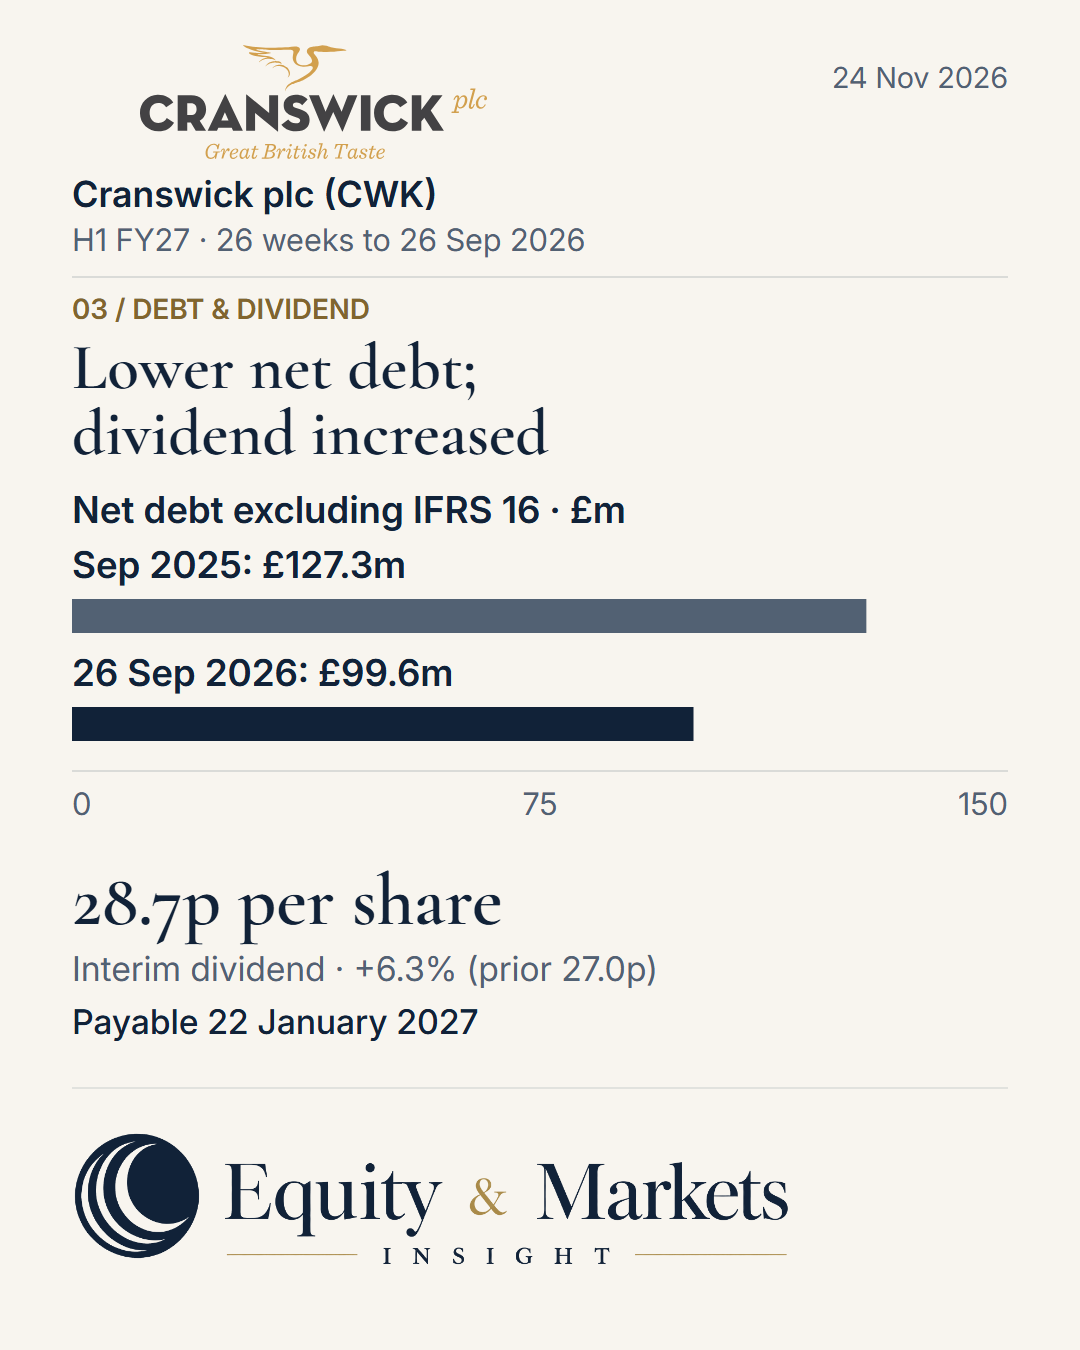 CRANSWICK plc
Great British Taste
24 Nov 2026
Cranswick plc (CWK)
H1 FY27 · 26 weeks to 26 Sep 2026
03 / DEBT & DIVIDEND
Lower net debt;
dividend increased
Net debt excluding IFRS 16 · £m
Sep 2025: £127.3m
26 Sep 2026: £99.6m
0 75 150
28.7p per share
Interim dividend · +6.3% (prior 27.0p)
Payable 22 January 2027
Equity & Markets
INSIGHT